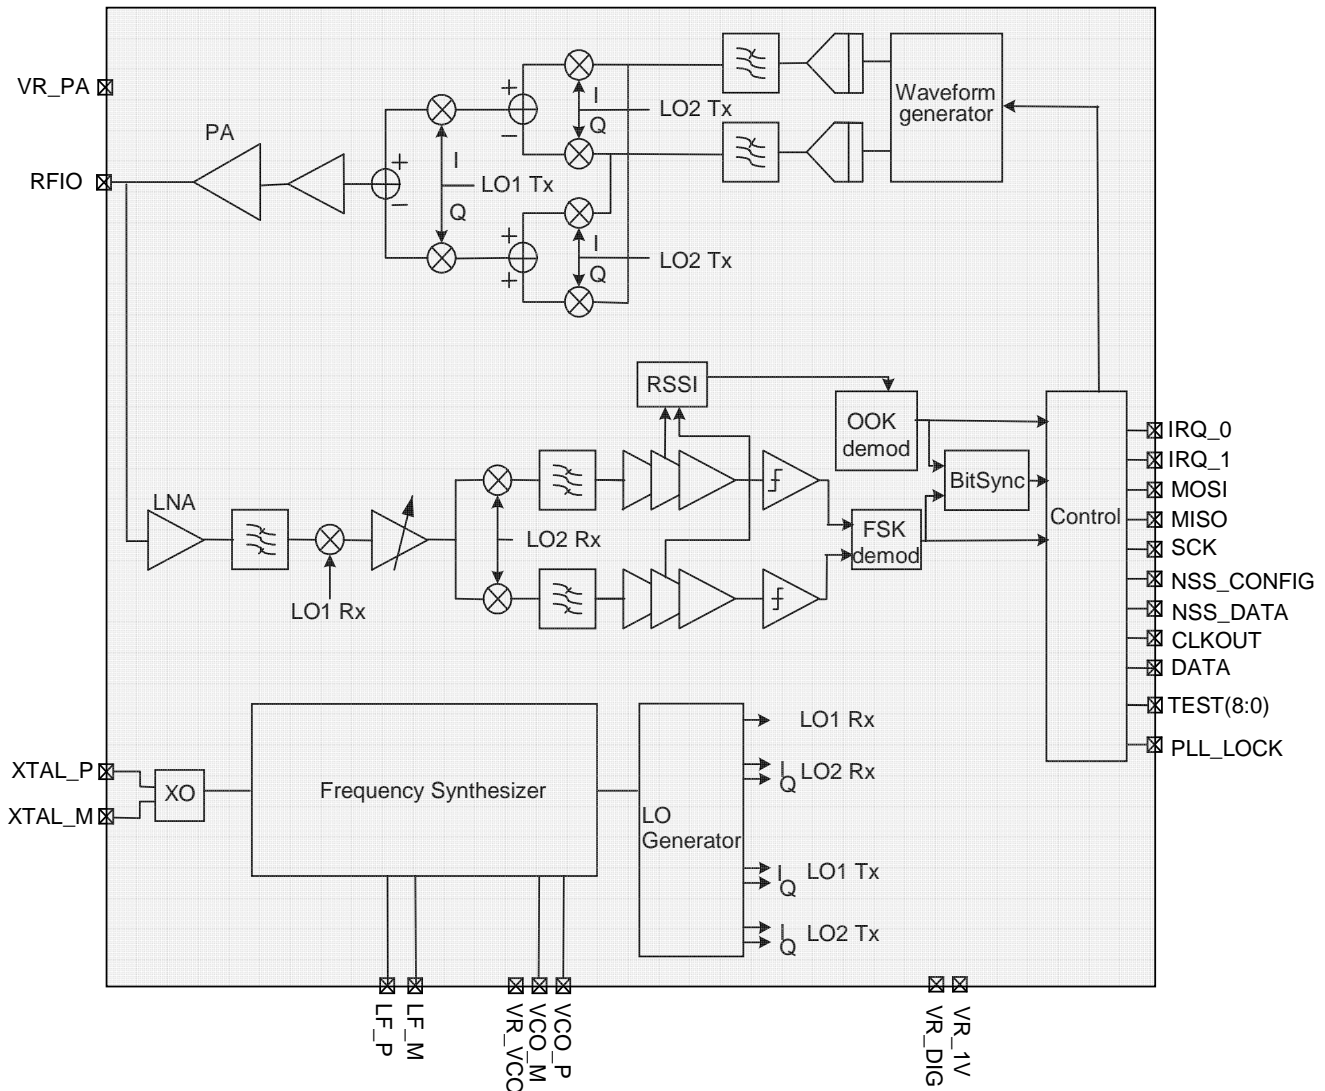 VR_PA
RFIO
PA
+
−
I
LO1 Tx
Q
+
−
I
LO2 Tx
Q
+
+
I
LO2 Tx
Q
Waveform
generator
RSSI
OOK
demod
BitSync
FSK
demod
Control
LNA
LO1 Rx
LO2 Rx
IRQ_0
IRQ_1
MOSI
MISO
SCK
NSS_CONFIG
NSS_DATA
CLKOUT
DATA
TEST(8:0)
PLL_LOCK
XTAL_P
XTAL_M
XO
Frequency Synthesizer
LO
Generator
LO1 Rx
I
Q
LO2 Rx
I
Q
LO1 Tx
I
Q
LO2 Tx
LF_P
LF_M
VR_VCO
VCO_M
VCO_P
VR_DIG
VR_1V